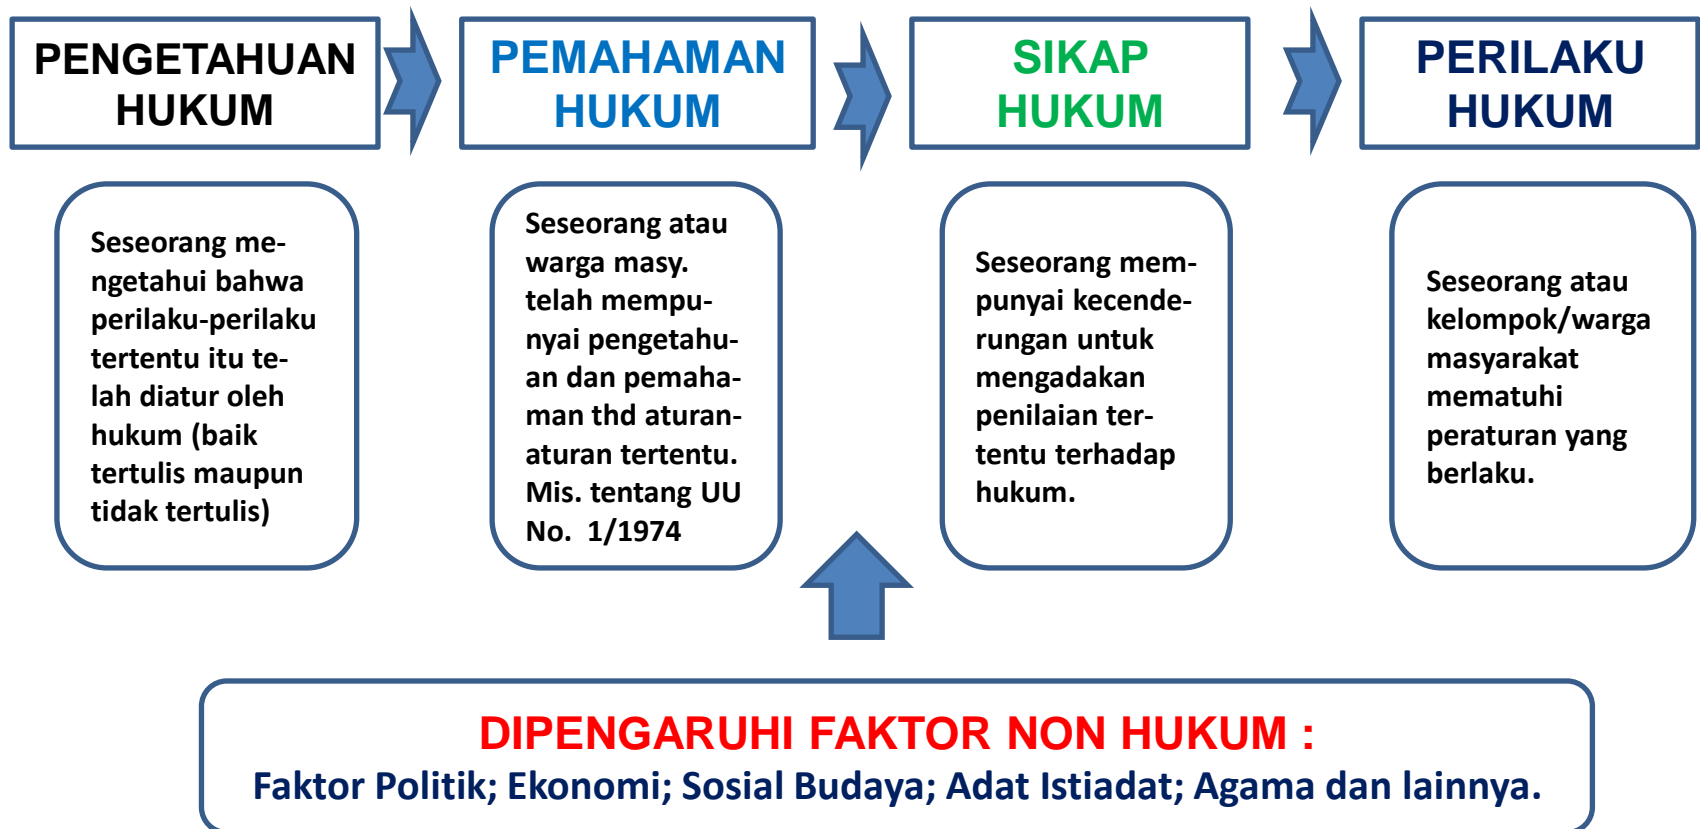 PENGETAHUAN
HUKUM
PEMAHAMAN
HUKUM
SIKAP
HUKUM
PERILAKU
HUKUM
Seseorang me-
ngetahui bahwa
perilaku-perilaku
tertentu itu te-
lah diatur oleh
hukum (baik
tertulis maupun
tidak tertulis)
Seseorang atau
warga masy.
telah mempu-
nyai pengetahu-
an dan pemaha-
man thd aturan-
aturan tertentu.
Mis. tentang UU
No. 1/1974
Seseorang mem-
punyai kecende-
rungan untuk
mengadakan
penilaian ter-
tentu terhadap
hukum.
Seseorang atau
kelompok/warga
masyarakat
mematuhi
peraturan yang
berlaku.
DIPENGARUHI FAKTOR NON HUKUM :
Faktor Politik; Ekonomi; Sosial Budaya; Adat Istiadat; Agama dan lainnya.